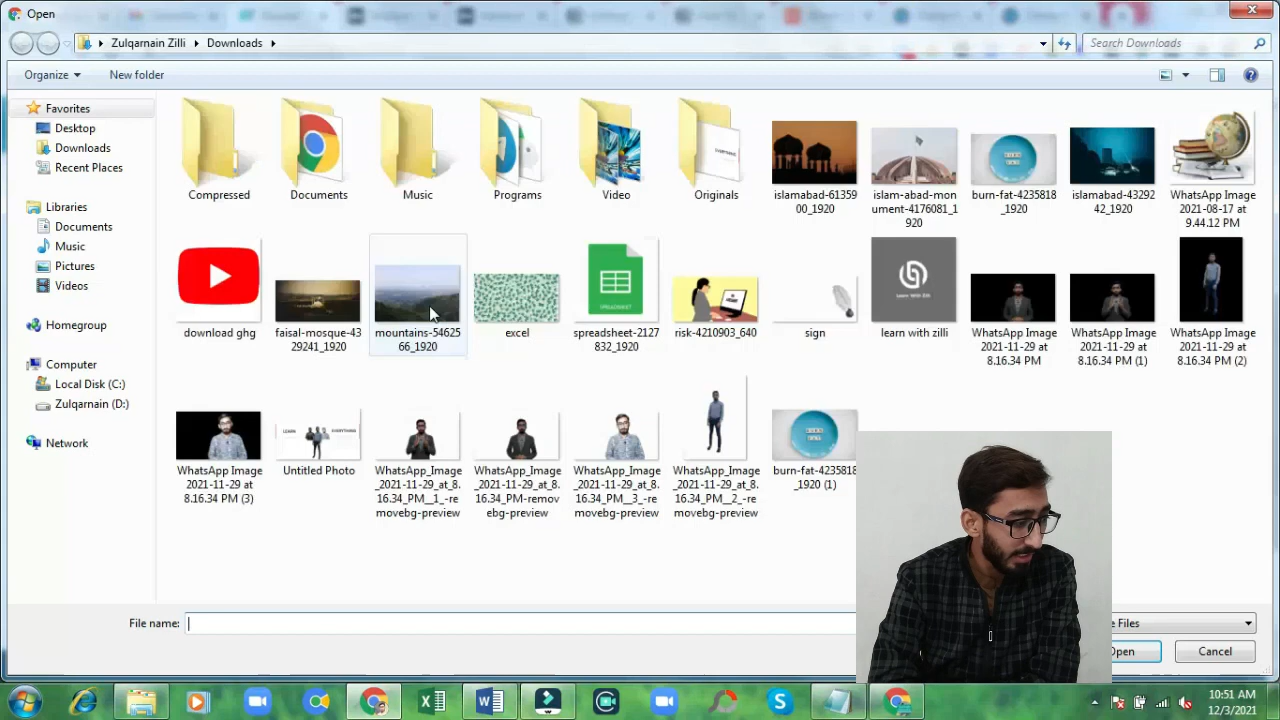 Open
Zulqarnain Zilli
Downloads
Search Downloads
Organize
New folder
Favorites
Desktop
Downloads
Recent Places
Libraries
Documents
Music
Pictures
Videos
Homegroup
Computer
Local Disk (C:)
Zulqarnain (D:)
Network
Compressed
Documents
Music
Programs
Video
Originals
islamabad-61359
00_1920
islam-abad-mon
ument-4176081_1
920
burn-fat-4235818
_1920
islamabad-43292
42_1920
WhatsApp Image
2021-08-17 at
9.44.12 PM
download ghg
faisal-mosque-43
29241_1920
mountains-54625
66_1920
excel
SPREADSHEET
spreadsheet-2127
832_1920
risk-4210903_640
sign
Learn With Zilli
learn with zilli
WhatsApp Image
2021-11-29 at
8.16.34 PM
WhatsApp Image
2021-11-29 at
8.16.34 PM (1)
WhatsApp Image
2021-11-29 at
8.16.34 PM (2)
WhatsApp Image
2021-11-29 at
8.16.34 PM (3)
Untitled Photo
WhatsApp_Image
_2021-11-29_at_8.
16.34_PM__1_-re
movebg-preview
WhatsApp_Image
_2021-11-29_at_8.
16.34_PM-remov
ebg-preview
WhatsApp_Image
_2021-11-29_at_8.
16.34_PM__3_-re
movebg-preview
WhatsApp_Image
_2021-11-29_at_8.
16.34_PM__2_-re
movebg-preview
burn-fat-4235818
_1920 (1)
File name:
Files
Open
Cancel
10:51 AM
12/3/2021